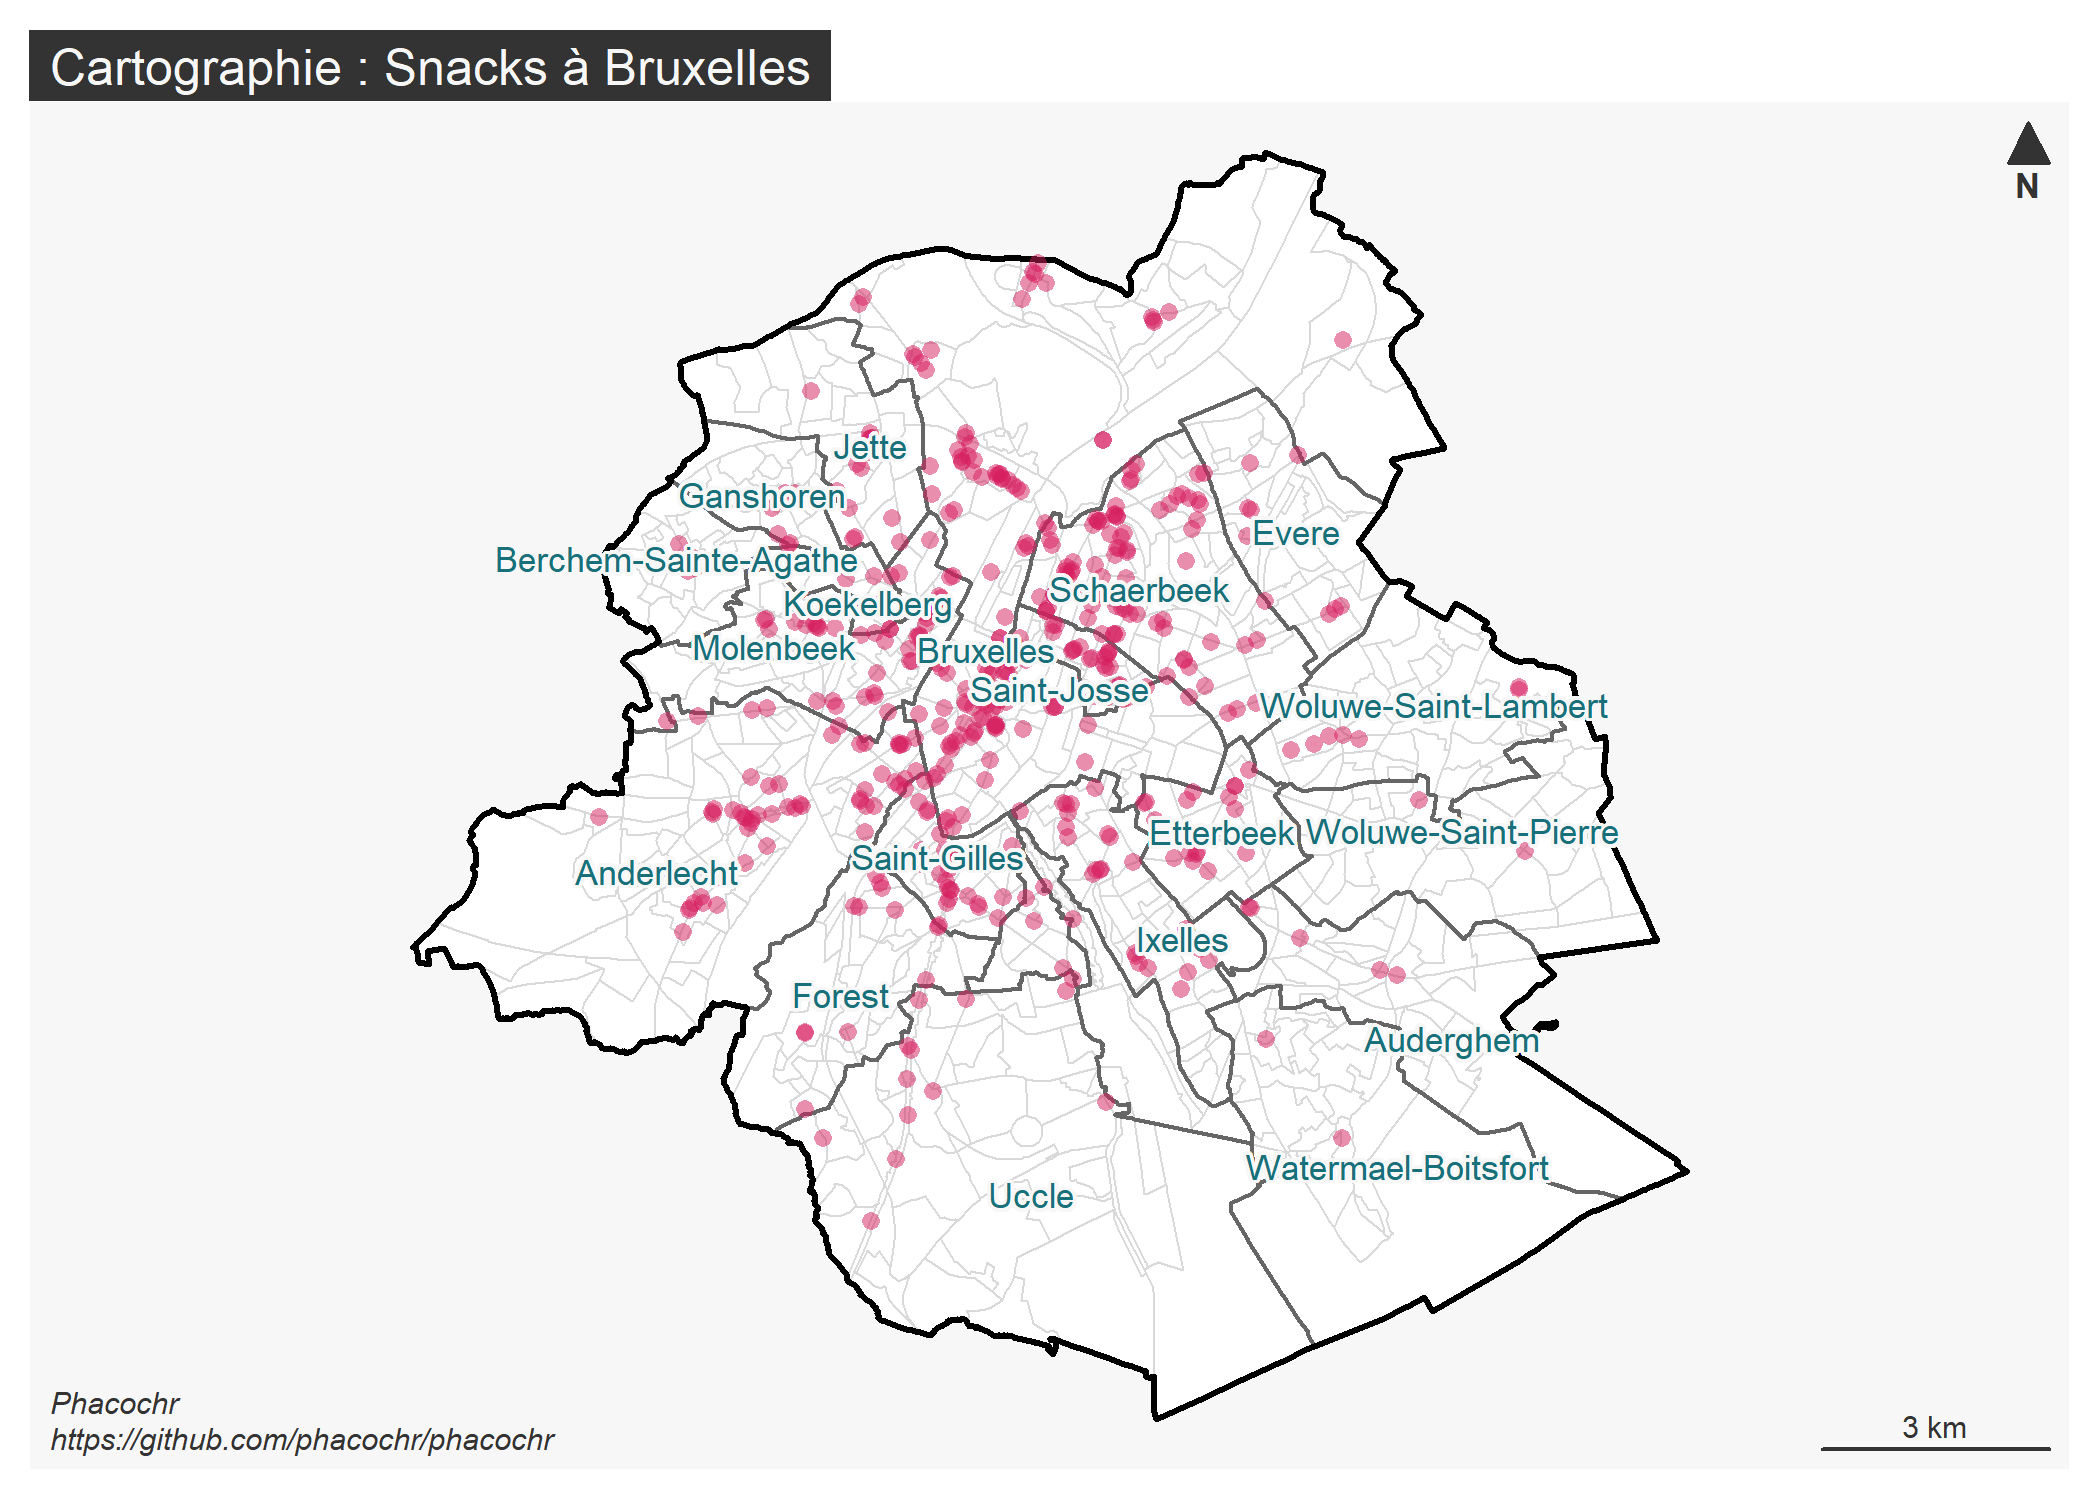 Cartographie : Snacks à Bruxelles
N
Jette
Ganshoren
Evere
Berchem-Sainte-Agathe
Schaerbeek
Koekelberg
Molenbeek
Bruxelles
Saint-Josse
Woluwe-Saint-Lambert
Etterbeek
Woluwe-Saint-Pierre
Saint-Gilles
Anderlecht
Ixelles
Forest
Auderghem
Watermael-Boitsfort
Uccle
Phacochr
https://github.com/phacochr/phacochr
3 km